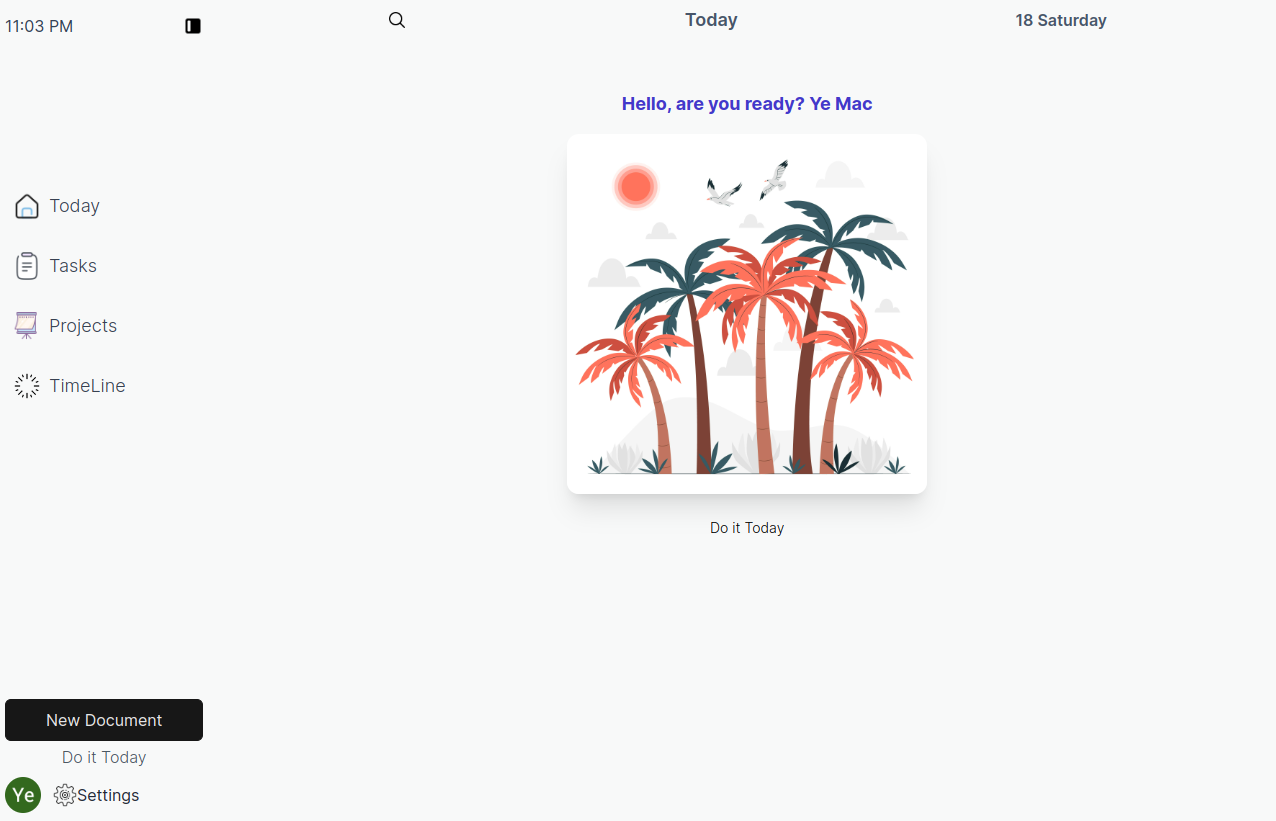 11:03 PM
Today
18 Saturday
Hello, are you ready? Ye Mac
Today
Tasks
Projects
TimeLine
Do it Today
New Document
Do it Today
Ye
Settings